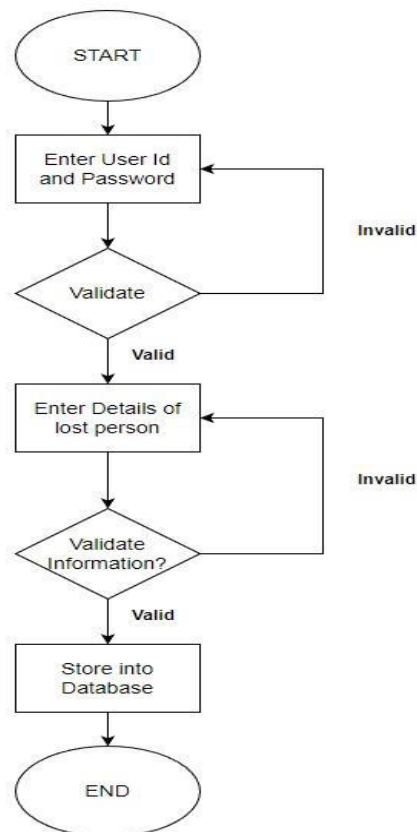 START
Enter User Id
and Password
Invalid
Validate
Valid
Enter Details of
lost person
Invalid
Validate
Information?
Valid
Store into
Database
END